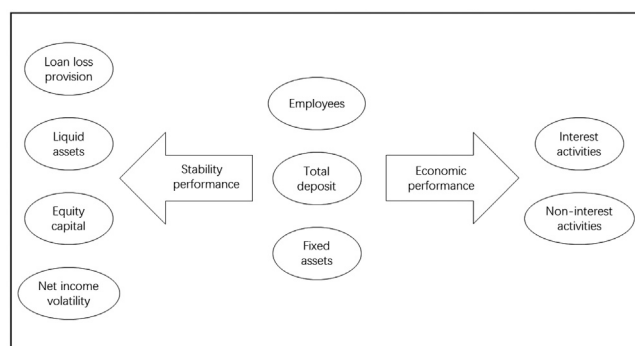 Loan loss
provision
Liquid
assets
Equity
capital
Net income
volatility
Stability
performance
Employees
Total
deposit
Fixed
assets
Economic
performance
Interest
activities
Non-interest
activities